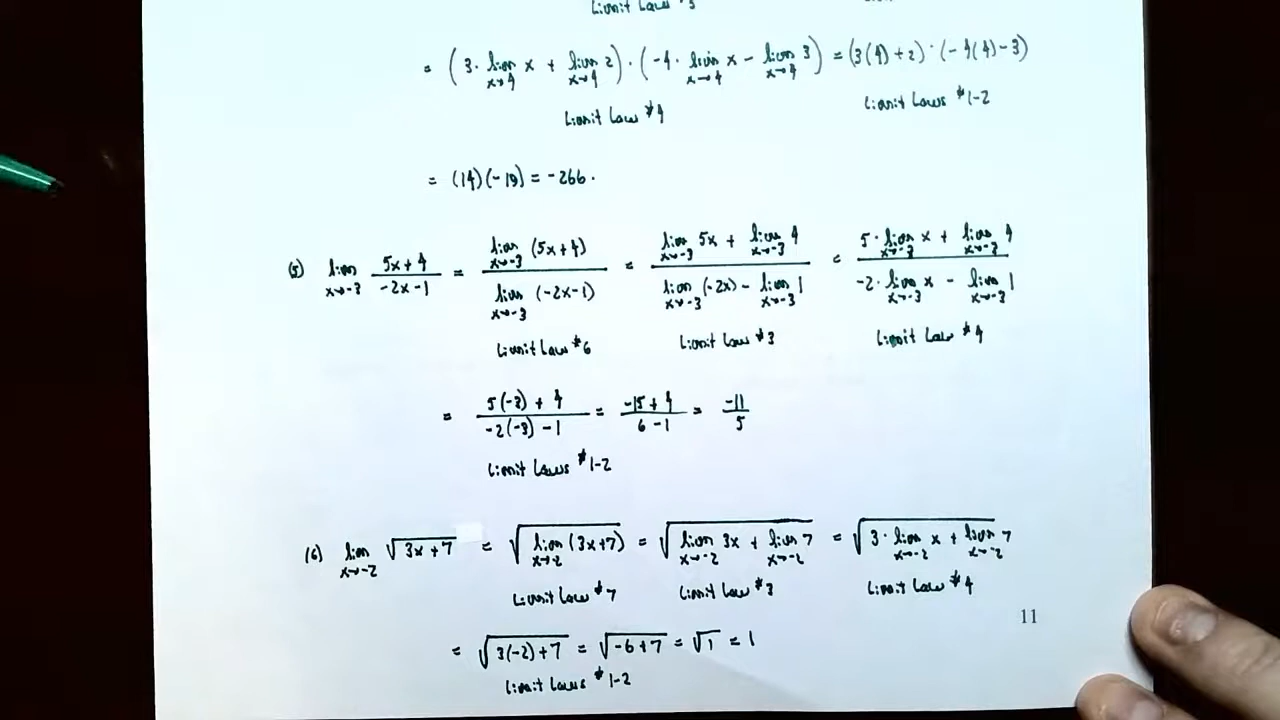 Limit Law #5
= (3 · lim x→4 x + lim x→4 2) · (-4 · lim x→4 x - lim x→4 3) = (3(4)+2) · (-4(4)-3)
Limit Law #4 Limit Laws #1-2
= (14)(-19) = -266.
(5) lim x→-3 (5x+4)/(-2x-1) = (lim x→-3 (5x+4))/(lim x→-3 (-2x-1)) = (lim x→-3 5x + lim x→-3 4)/(lim x→-3 (-2x) - lim x→-3 1) = (5 · lim x→-3 x + lim x→-3 4)/(-2 · lim x→-3 x - lim x→-3 1)
Limit Law #6 Limit Law #3 Limit Law #4
= (5(-3) + 4)/(-2(-3) - 1) = (-15+4)/(6-1) = -11/5
Limit Laws #1-2
(6) lim x→-2 √(3x+7) = √(lim x→-2 (3x+7)) = √(lim x→-2 3x + lim x→-2 7) = √(3 · lim x→-2 x + lim x→-2 7)
Limit Law #7 Limit Law #3 Limit Law #4
11
= √(3(-2)+7) = √(-6+7) = √1 = 1
Limit Laws #1-2